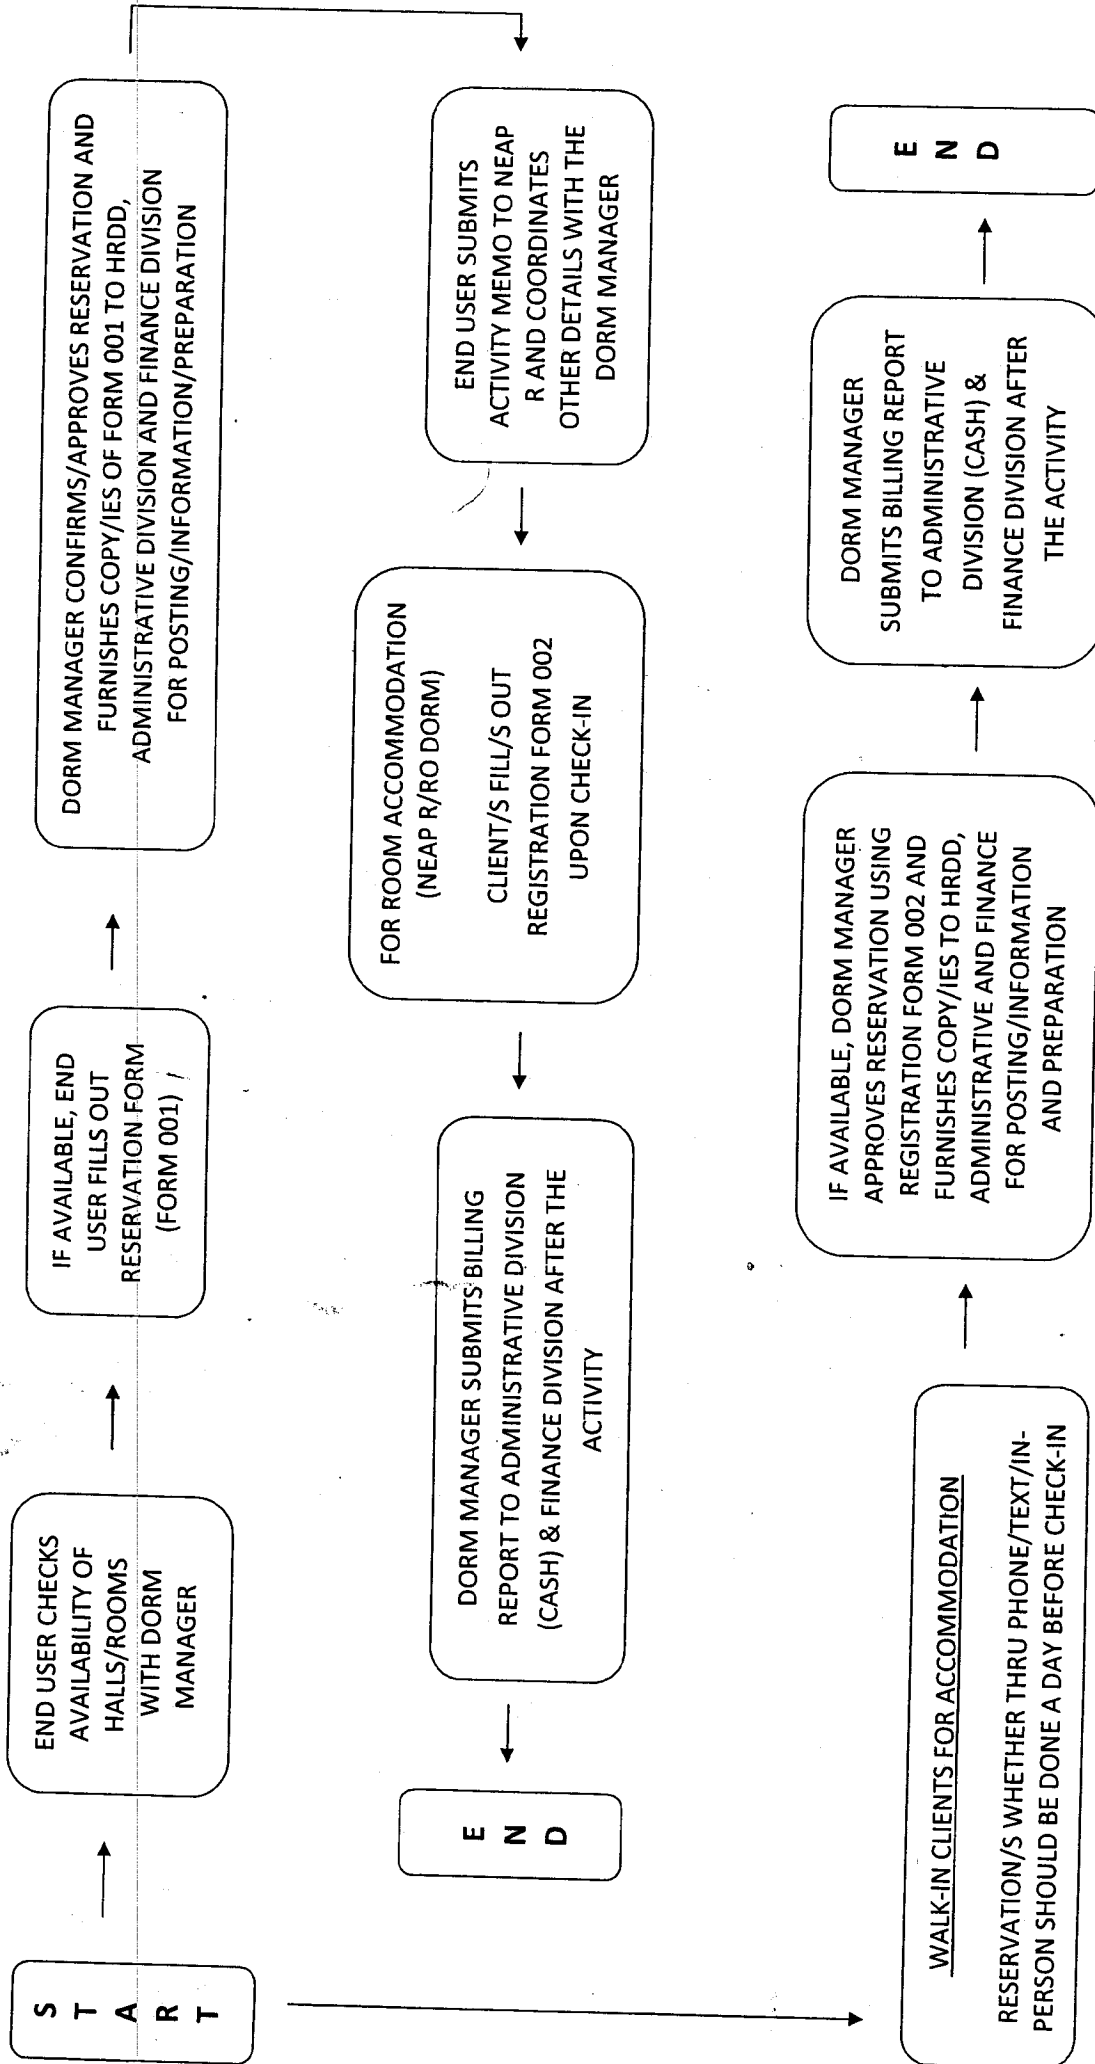 S
T
A
R
T
END USER CHECKS
AVAILABILITY OF
HALLS/ROOMS
WITH DORM
MANAGER
IF AVAILABLE, END
USER FILLS OUT
RESERVATION FORM
(FORM 001)
DORM MANAGER CONFIRMS/APPROVES RESERVATION AND
FURNISHES COPY/IES OF FORM 001 TO HRDD,
ADMINISTRATIVE DIVISION AND FINANCE DIVISION
FOR POSTING/INFORMATION/PREPARATION
END USER SUBMITS
ACTIVITY MEMO TO NEAP
R AND COORDINATES
OTHER DETAILS WITH THE
DORM MANAGER
FOR ROOM ACCOMMODATION
(NEAP R/RO DORM)
CLIENT/S FILL/S OUT
REGISTRATION FORM 002
UPON CHECK-IN
DORM MANAGER SUBMITS BILLING
REPORT TO ADMINISTRATIVE DIVISION
(CASH) & FINANCE DIVISION AFTER THE
ACTIVITY
E
N
D
WALK-IN CLIENTS FOR ACCOMMODATION
RESERVATION/S WHETHER THRU PHONE/TEXT/IN-
PERSON SHOULD BE DONE A DAY BEFORE CHECK-IN
IF AVAILABLE, DORM MANAGER
APPROVES RESERVATION USING
REGISTRATION FORM 002 AND
FURNISHES COPY/IES TO HRDD,
ADMINISTRATIVE AND FINANCE
FOR POSTING/INFORMATION
AND PREPARATION
DORM MANAGER
SUBMITS BILLING REPORT
TO ADMINISTRATIVE
DIVISION (CASH) &
FINANCE DIVISION AFTER
THE ACTIVITY
E
N
D